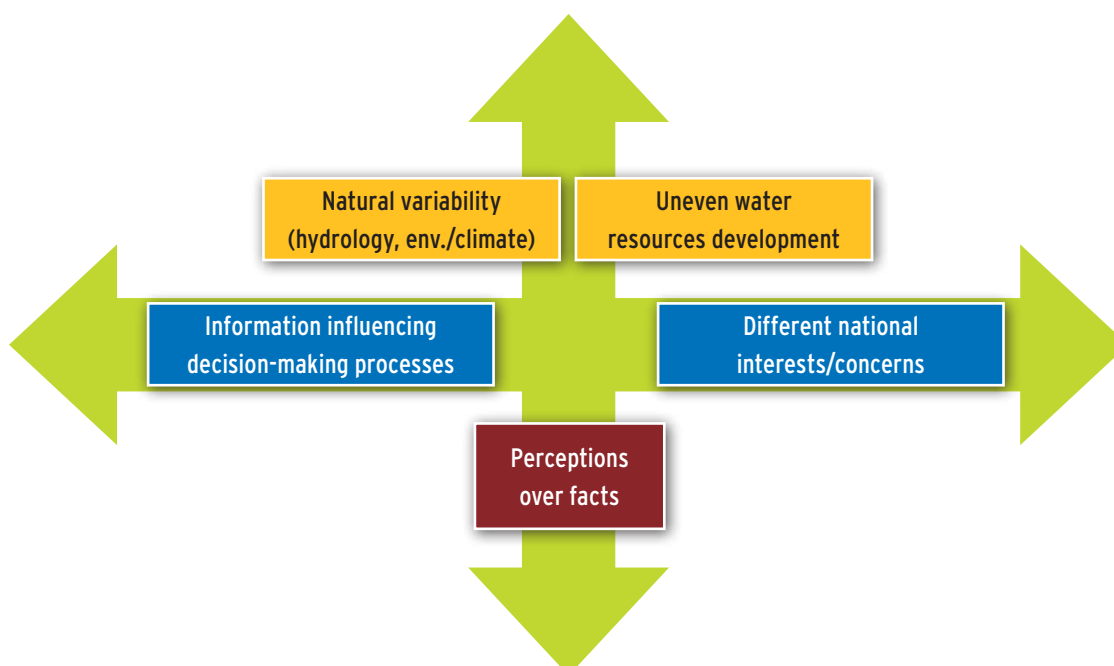 Natural variability
(hydrology, env./climate)
Uneven water
resources development
Information influencing
decision-making processes
Different national
interests/concerns
Perceptions
over facts